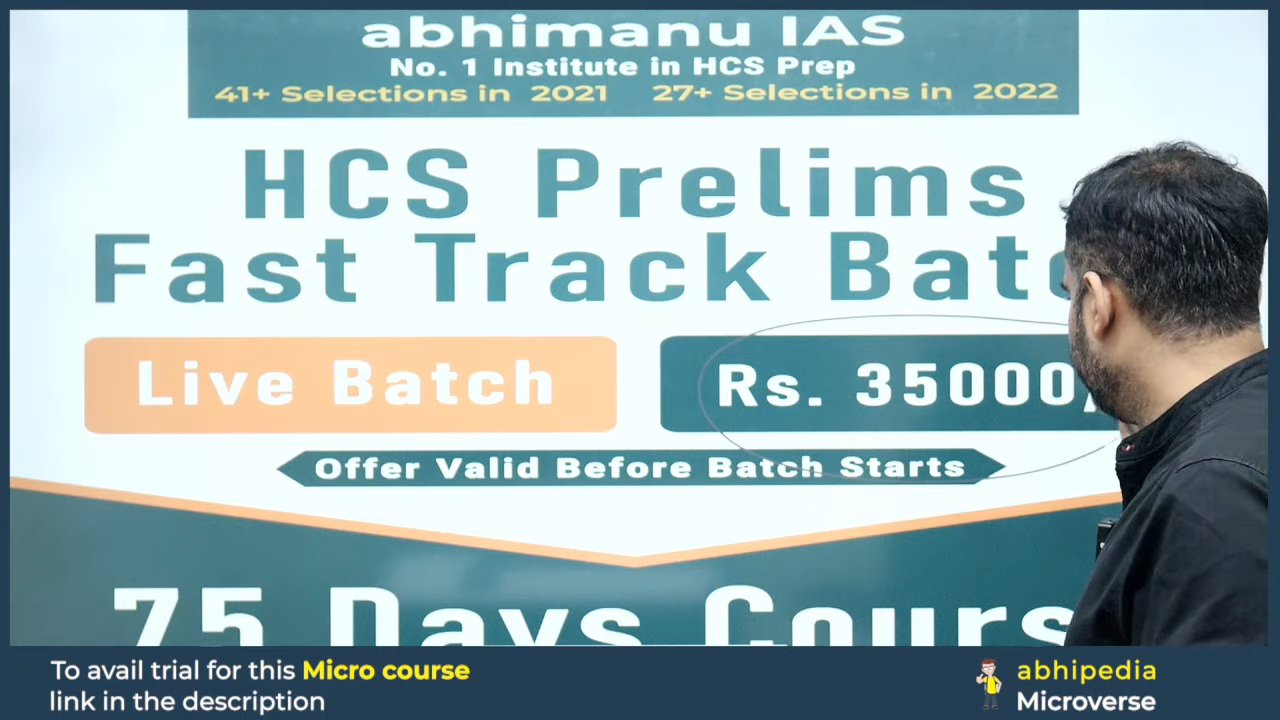 abhimanu IAS
No. 1 Institute in HCS Prep
41+ Selections in 2021 27+ Selections in 2022
HCS Prelims
Fast Track Batc
Live Batch
Rs. 35000/
Offer Valid Before Batch Starts
75 Days Cours
To avail trial for this Micro course
link in the description
abhipedia
Microverse